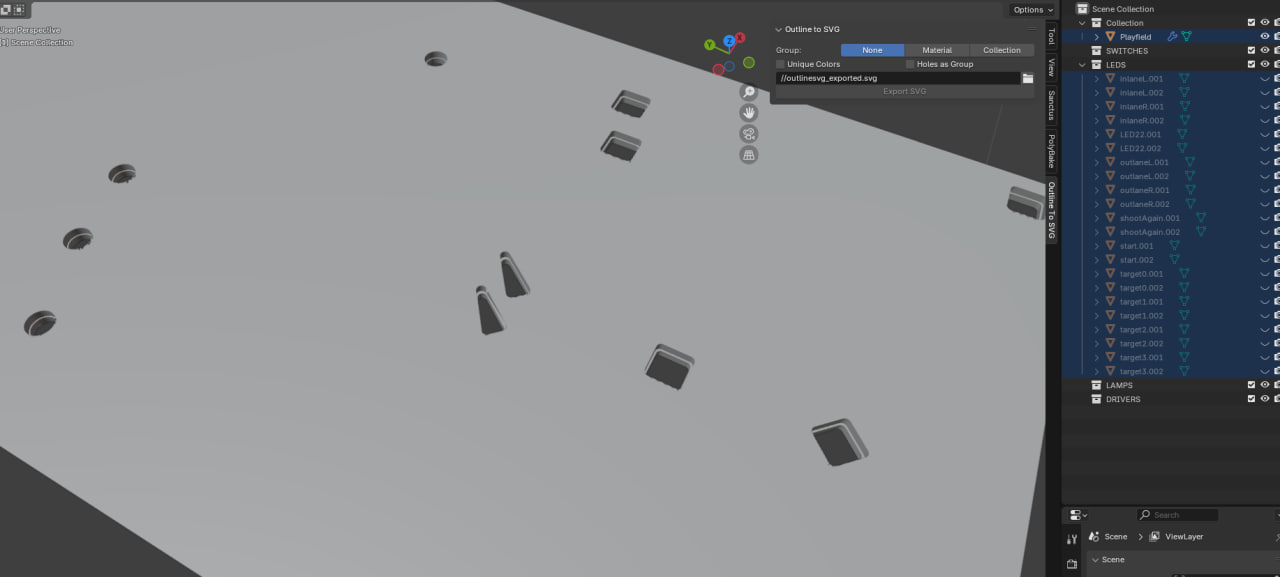 Options
User Perspective
[1] Scene Collection
Y
Z
X
Outline to SVG
Group:
None
Material
Collection
Unique Colors
Holes as Group
//outlinesvg_exported.svg
Export SVG
Tool
View
Sanctus
PolyBake
Outline To SVG
Scene Collection
Collection
Playfield
SWITCHES
LEDS
inlaneL.001
inlaneL.002
inlaneR.001
inlaneR.002
LED22.001
LED22.002
outlaneL.001
outlaneL.002
outlaneR.001
outlaneR.002
shootAgain.001
shootAgain.002
start.001
start.002
target0.001
target0.002
target1.001
target1.002
target2.001
target2.002
target3.001
target3.002
LAMPS
DRIVERS
Search
Scene
ViewLayer
Scene